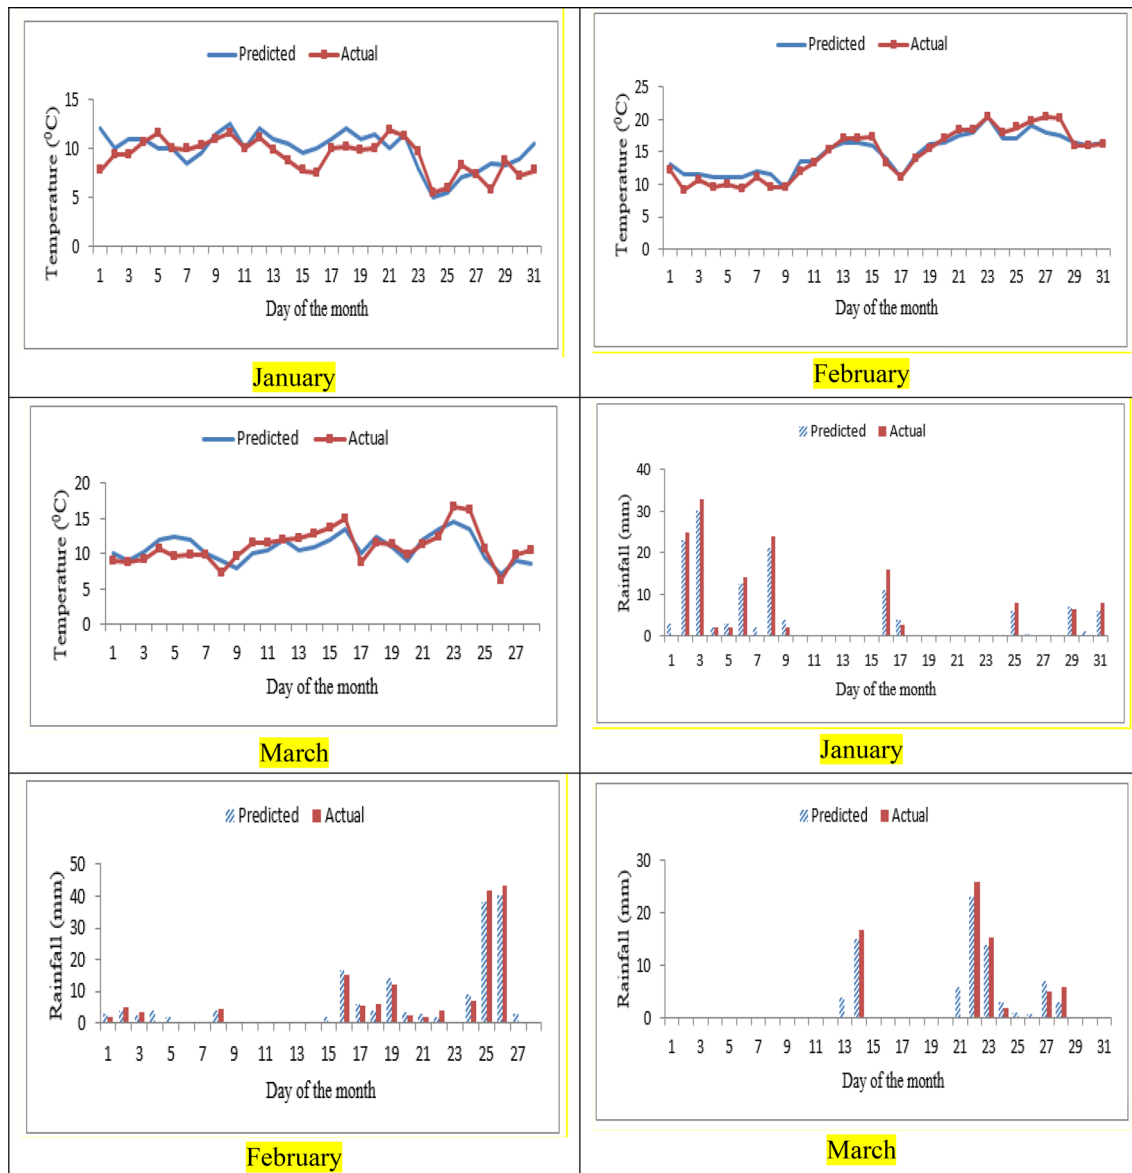 Predicted Actual
Temperature (⁰C)
15
10
5
0
1 3 5 7 9 11 13 15 17 19 21 23 25 27 29 31
Day of the month
January
Predicted Actual
Temperature (⁰C)
25
20
15
10
5
0
1 3 5 7 9 11 13 15 17 19 21 23 25 27 29 31
Day of the month
February
Predicted Actual
Temperature (⁰C)
20
15
10
5
0
1 3 5 7 9 11 13 15 17 19 21 23 25 27
Day of the month
March
Predicted Actual
Rainfall (mm)
40
30
20
10
0
1 3 5 7 9 11 13 15 17 19 21 23 25 27 29 31
Day of the month
January
Predicted Actual
Rainfall (mm)
50
40
30
20
10
0
1 3 5 7 9 11 13 15 17 19 21 23 25 27
Day of the month
February
Predicted Actual
Rainfall (mm)
30
20
10
0
1 3 5 7 9 11 13 15 17 19 21 23 25 27 29 31
Day of the month
March